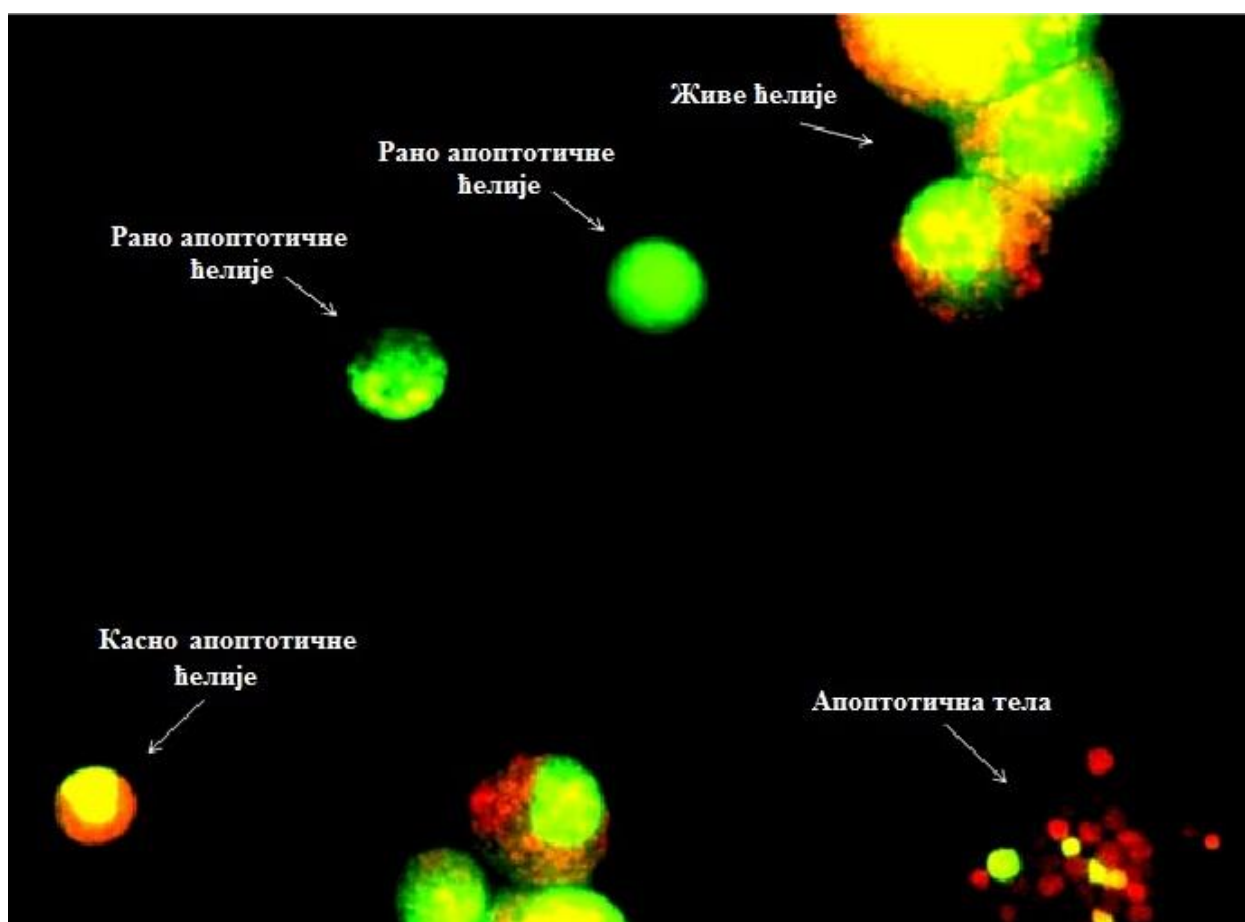 Живе ћелије
Рано апоптотичне
ћелије
Рано апоптотичне
ћелије
Касно апоптотичне
ћелије
Апоптотична тела